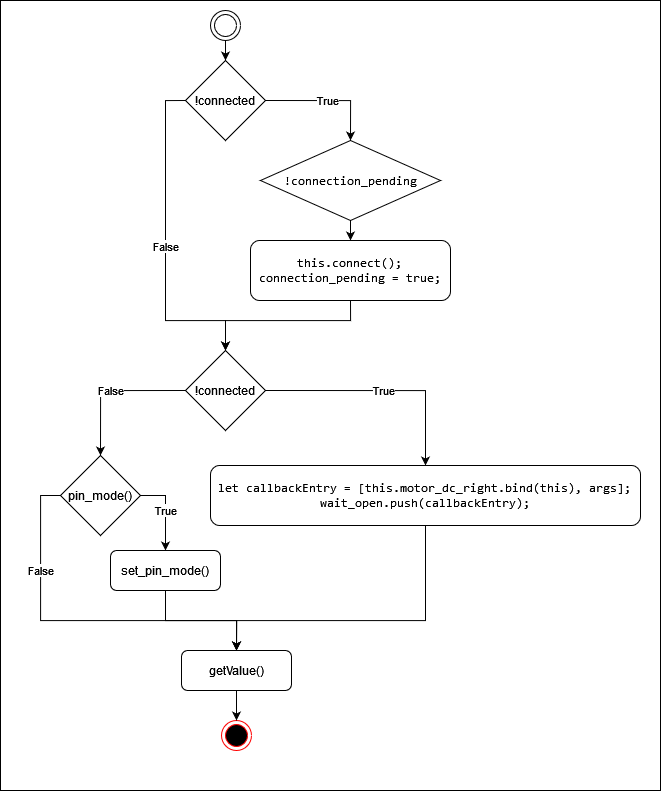 !connected
True
!connection_pending
False
this.connect();
connection_pending = true;
!connected
False
True
pin_mode()
True
let callbackEntry = [this.motor_dc_right.bind(this), args];
wait_open.push(callbackEntry);
False
set_pin_mode()
getValue()